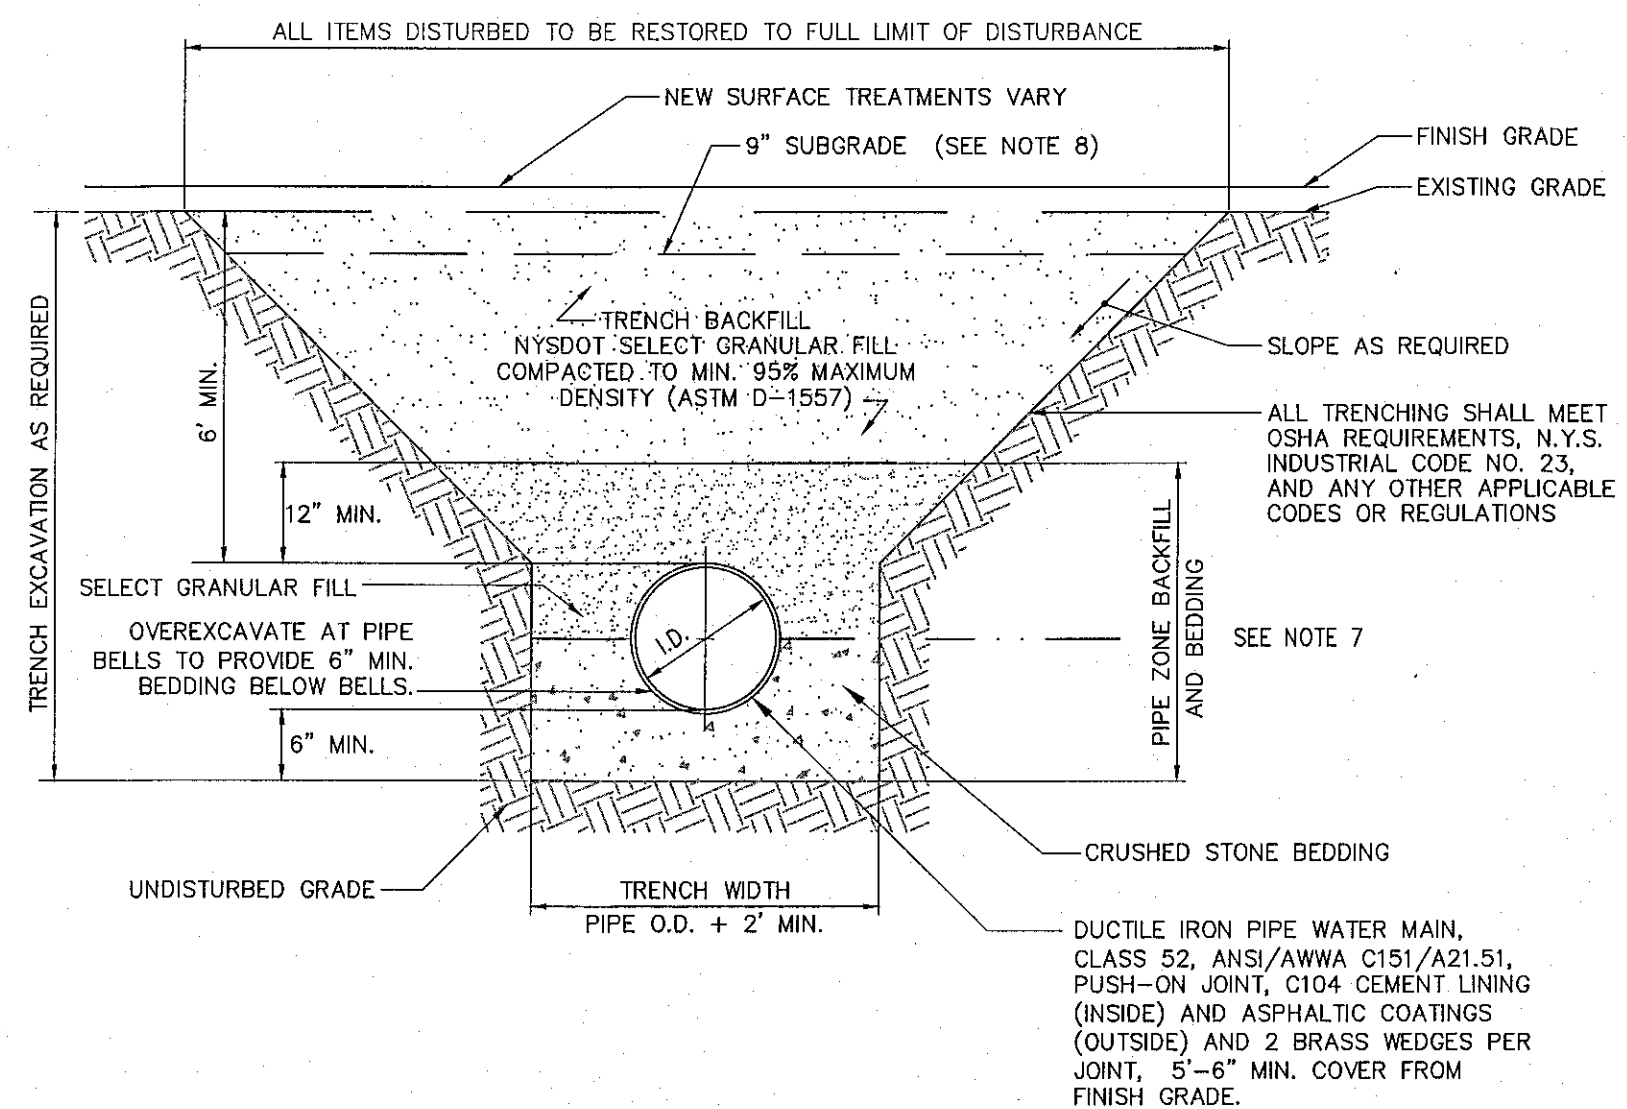 ALL ITEMS DISTURBED TO BE RESTORED TO FULL LIMIT OF DISTURBANCE
NEW SURFACE TREATMENTS VARY
9" SUBGRADE (SEE NOTE 8)
FINISH GRADE
EXISTING GRADE
TRENCH EXCAVATION AS REQUIRED
6' MIN.
TRENCH BACKFILL
NYSDOT SELECT GRANULAR FILL
COMPACTED TO MIN. 95% MAXIMUM
DENSITY (ASTM D-1557)
SLOPE AS REQUIRED
ALL TRENCHING SHALL MEET
OSHA REQUIREMENTS, N.Y.S.
INDUSTRIAL CODE NO. 23,
AND ANY OTHER APPLICABLE
CODES OR REGULATIONS
12" MIN.
SELECT GRANULAR FILL
OVEREXCAVATE AT PIPE
BELLS TO PROVIDE 6" MIN.
BEDDING BELOW BELLS.
I.D.
PIPE ZONE BACKFILL
AND BEDDING
SEE NOTE 7
6" MIN.
CRUSHED STONE BEDDING
UNDISTURBED GRADE
TRENCH WIDTH
PIPE O.D. + 2' MIN.
DUCTILE IRON PIPE WATER MAIN,
CLASS 52, ANSI/AWWA C151/A21.51,
PUSH-ON JOINT, C104 CEMENT LINING
(INSIDE) AND ASPHALTIC COATINGS
(OUTSIDE) AND 2 BRASS WEDGES PER
JOINT, 5'-6" MIN. COVER FROM
FINISH GRADE.